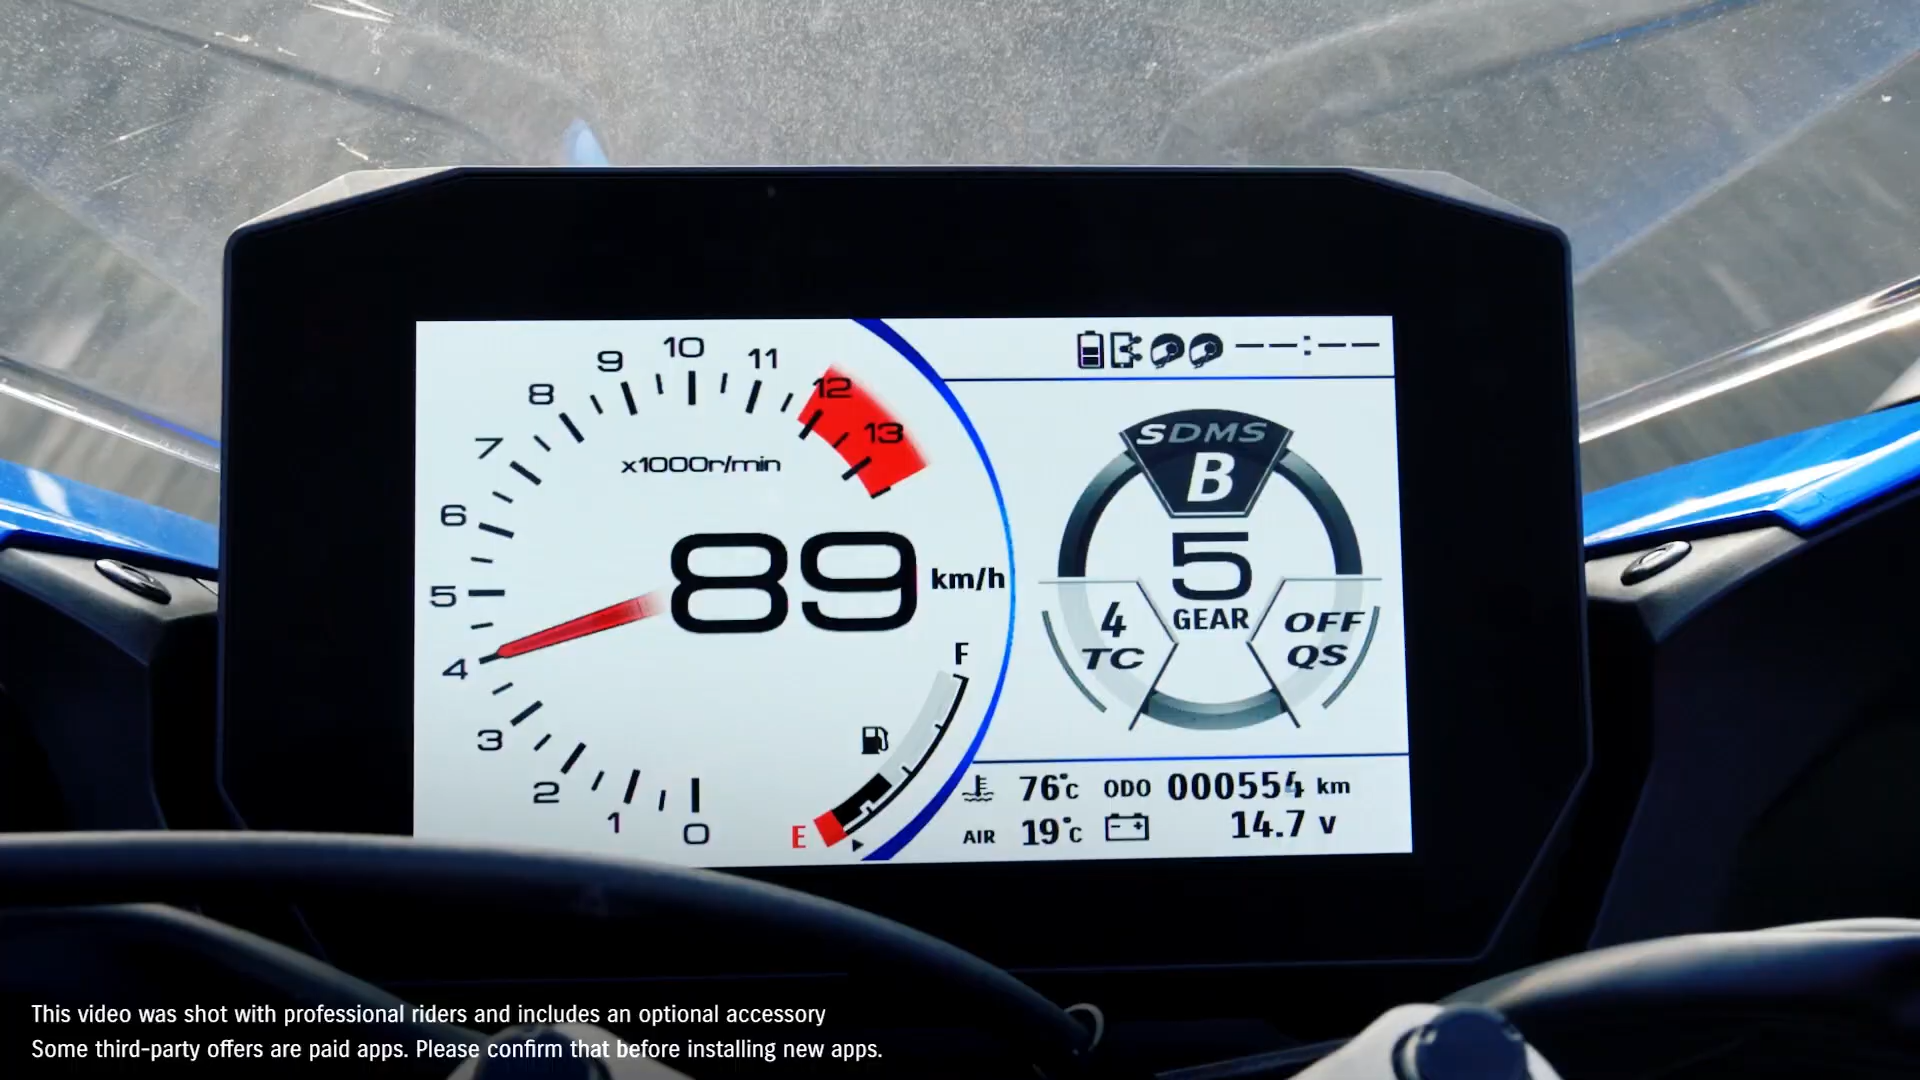 10
9
11
8
12
7
13
x1000r/min
6
89 km/h
5
4
3
2
1
0
F
E
--:--
SDMS
B
5
GEAR
4
TC
OFF
QS
76°C ODO 000554 km
AIR 19°C 14.7 V
This video was shot with professional riders and includes an optional accessory
Some third-party offers are paid apps. Please confirm that before installing new apps.